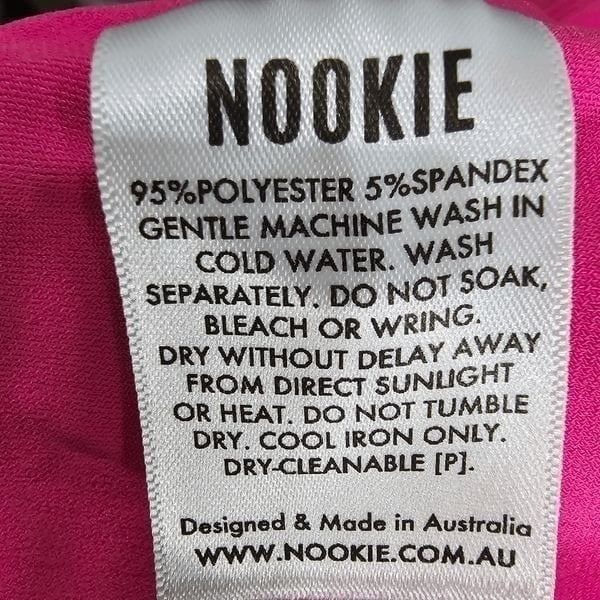 NOOKIE
95%POLYESTER 5%SPANDEX
GENTLE MACHINE WASH IN
COLD WATER. WASH
SEPARATELY. DO NOT SOAK,
BLEACH OR WRING.
DRY WITHOUT DELAY AWAY
FROM DIRECT SUNLIGHT
OR HEAT. DO NOT TUMBLE
DRY. COOL IRON ONLY.
DRY-CLEANABLE [P].
Designed & Made in Australia
WWW.NOOKIE.COM.AU